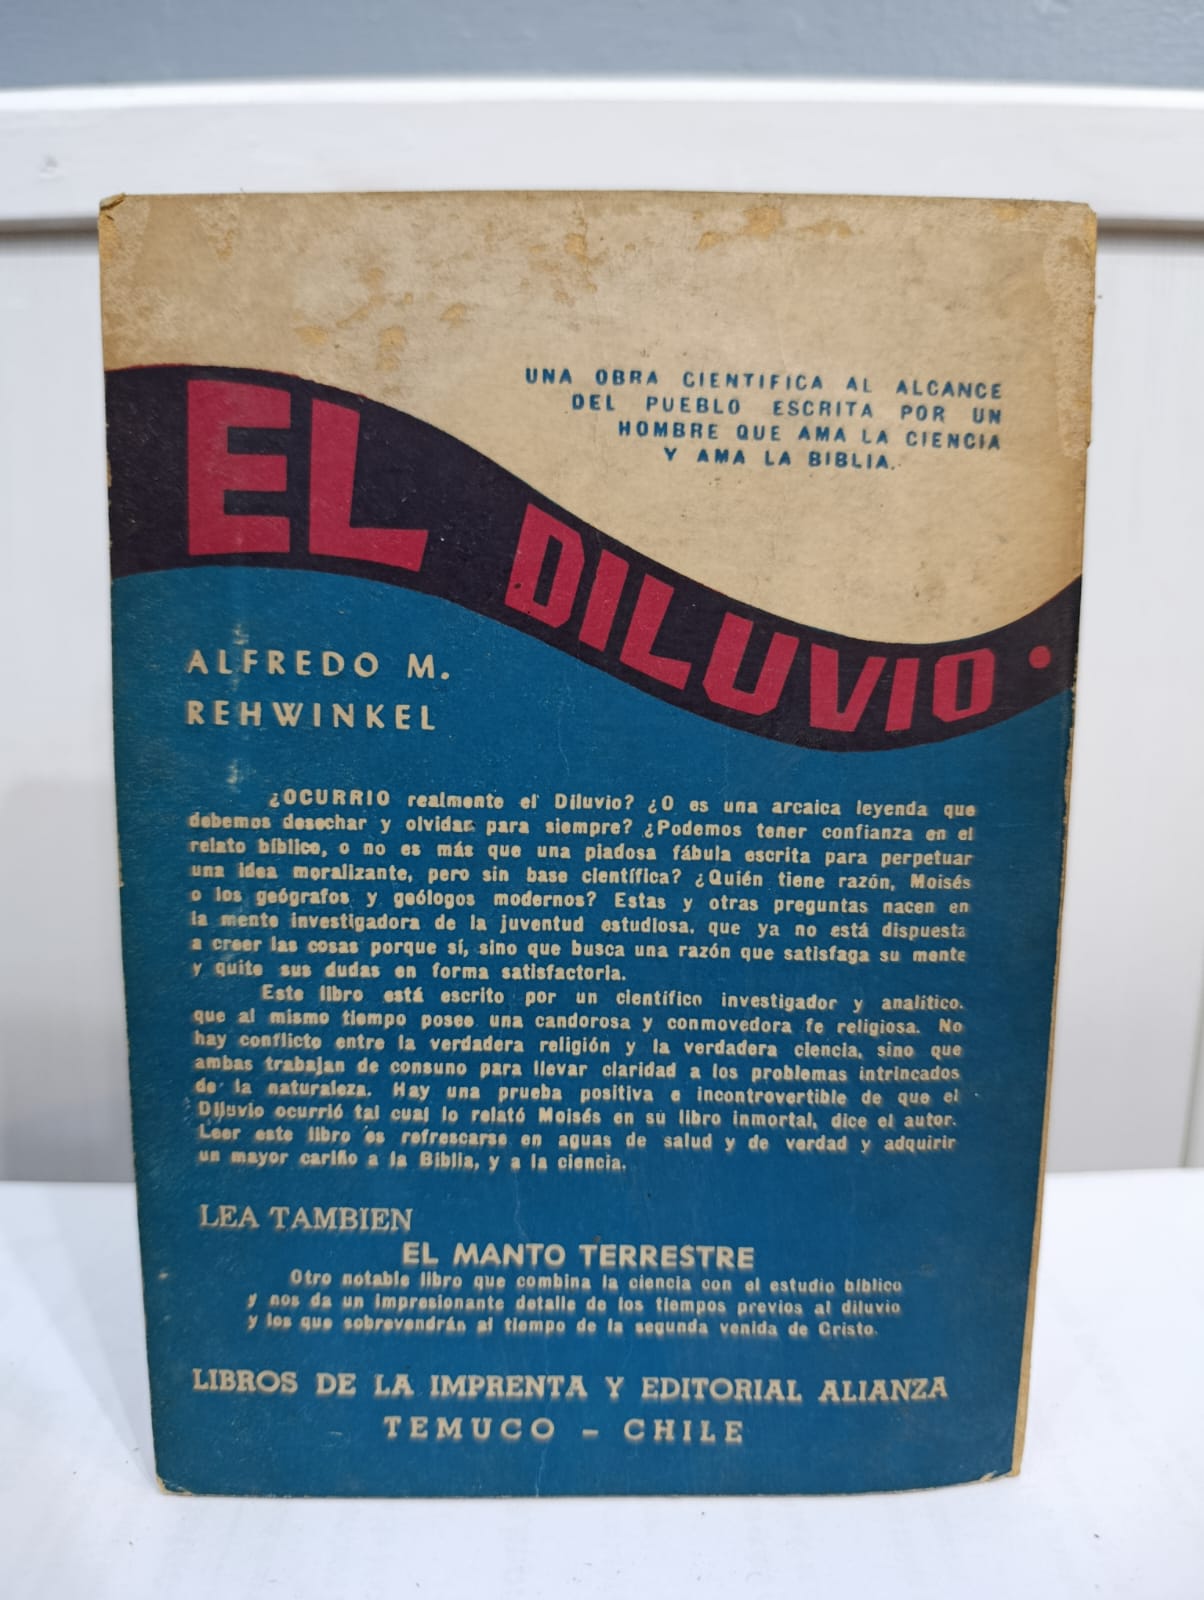 UNA OBRA CIENTIFICA AL ALCANCE
DEL PUEBLO ESCRITA POR UN
HOMBRE QUE AMA LA CIENCIA
Y AMA LA BIBLIA.
EL DILUVIO.
ALFREDO M.
REHWINKEL
¿OCURRIO realmente el Diluvio? ¿O es una arcaica leyenda que
debemos desechar y olvidar para siempre? ¿Podemos tener confianza en el
relato bíblico, o no es más que una piadosa fábula escrita para perpetuar
una idea moralizante, pero sin base científica? ¿Quién tiene razón, Moisés
o los geógrafos y geólogos modernos? Estas y otras preguntas nacen en
la mente investigadora de la juventud estudiosa. que ya no está dispuesta
a creer las cosas porque sí, sino que busca una razón que satisfaga su mente
y quite sus dudas en forma satisfactoria.
Este libro está escrito por un científico investigador y analítico.
que al mismo tiempo posee una candorosa y conmovedora fe religiosa. No
hay conflicto entre la verdadera religión y la verdadera ciencia, sino que
ambas trabajan de consuno para llevar claridad a los problemas intrincados
de la naturaleza. Hay una prueba positiva e incontrovertible de que el
Diluvio ocurrió tal cual lo relató Moisés en su libro inmortal, dice el autor.
Leer este libro es refrescarse en aguas de salud y de verdad y adquirir
un mayor cariño a la Biblia, y a la ciencia.
LEA TAMBIEN
EL MANTO TERRESTRE
Otro notable libro que combina la ciencia con el estudio bíblico
y nos da un impresionante detalle de los tiempos previos al diluvio
y los que sobrevendrán al tiempo de la segunda venida de Cristo.
LIBROS DE LA IMPRENTA Y EDITORIAL ALIANZA
TEMUCO - CHILE